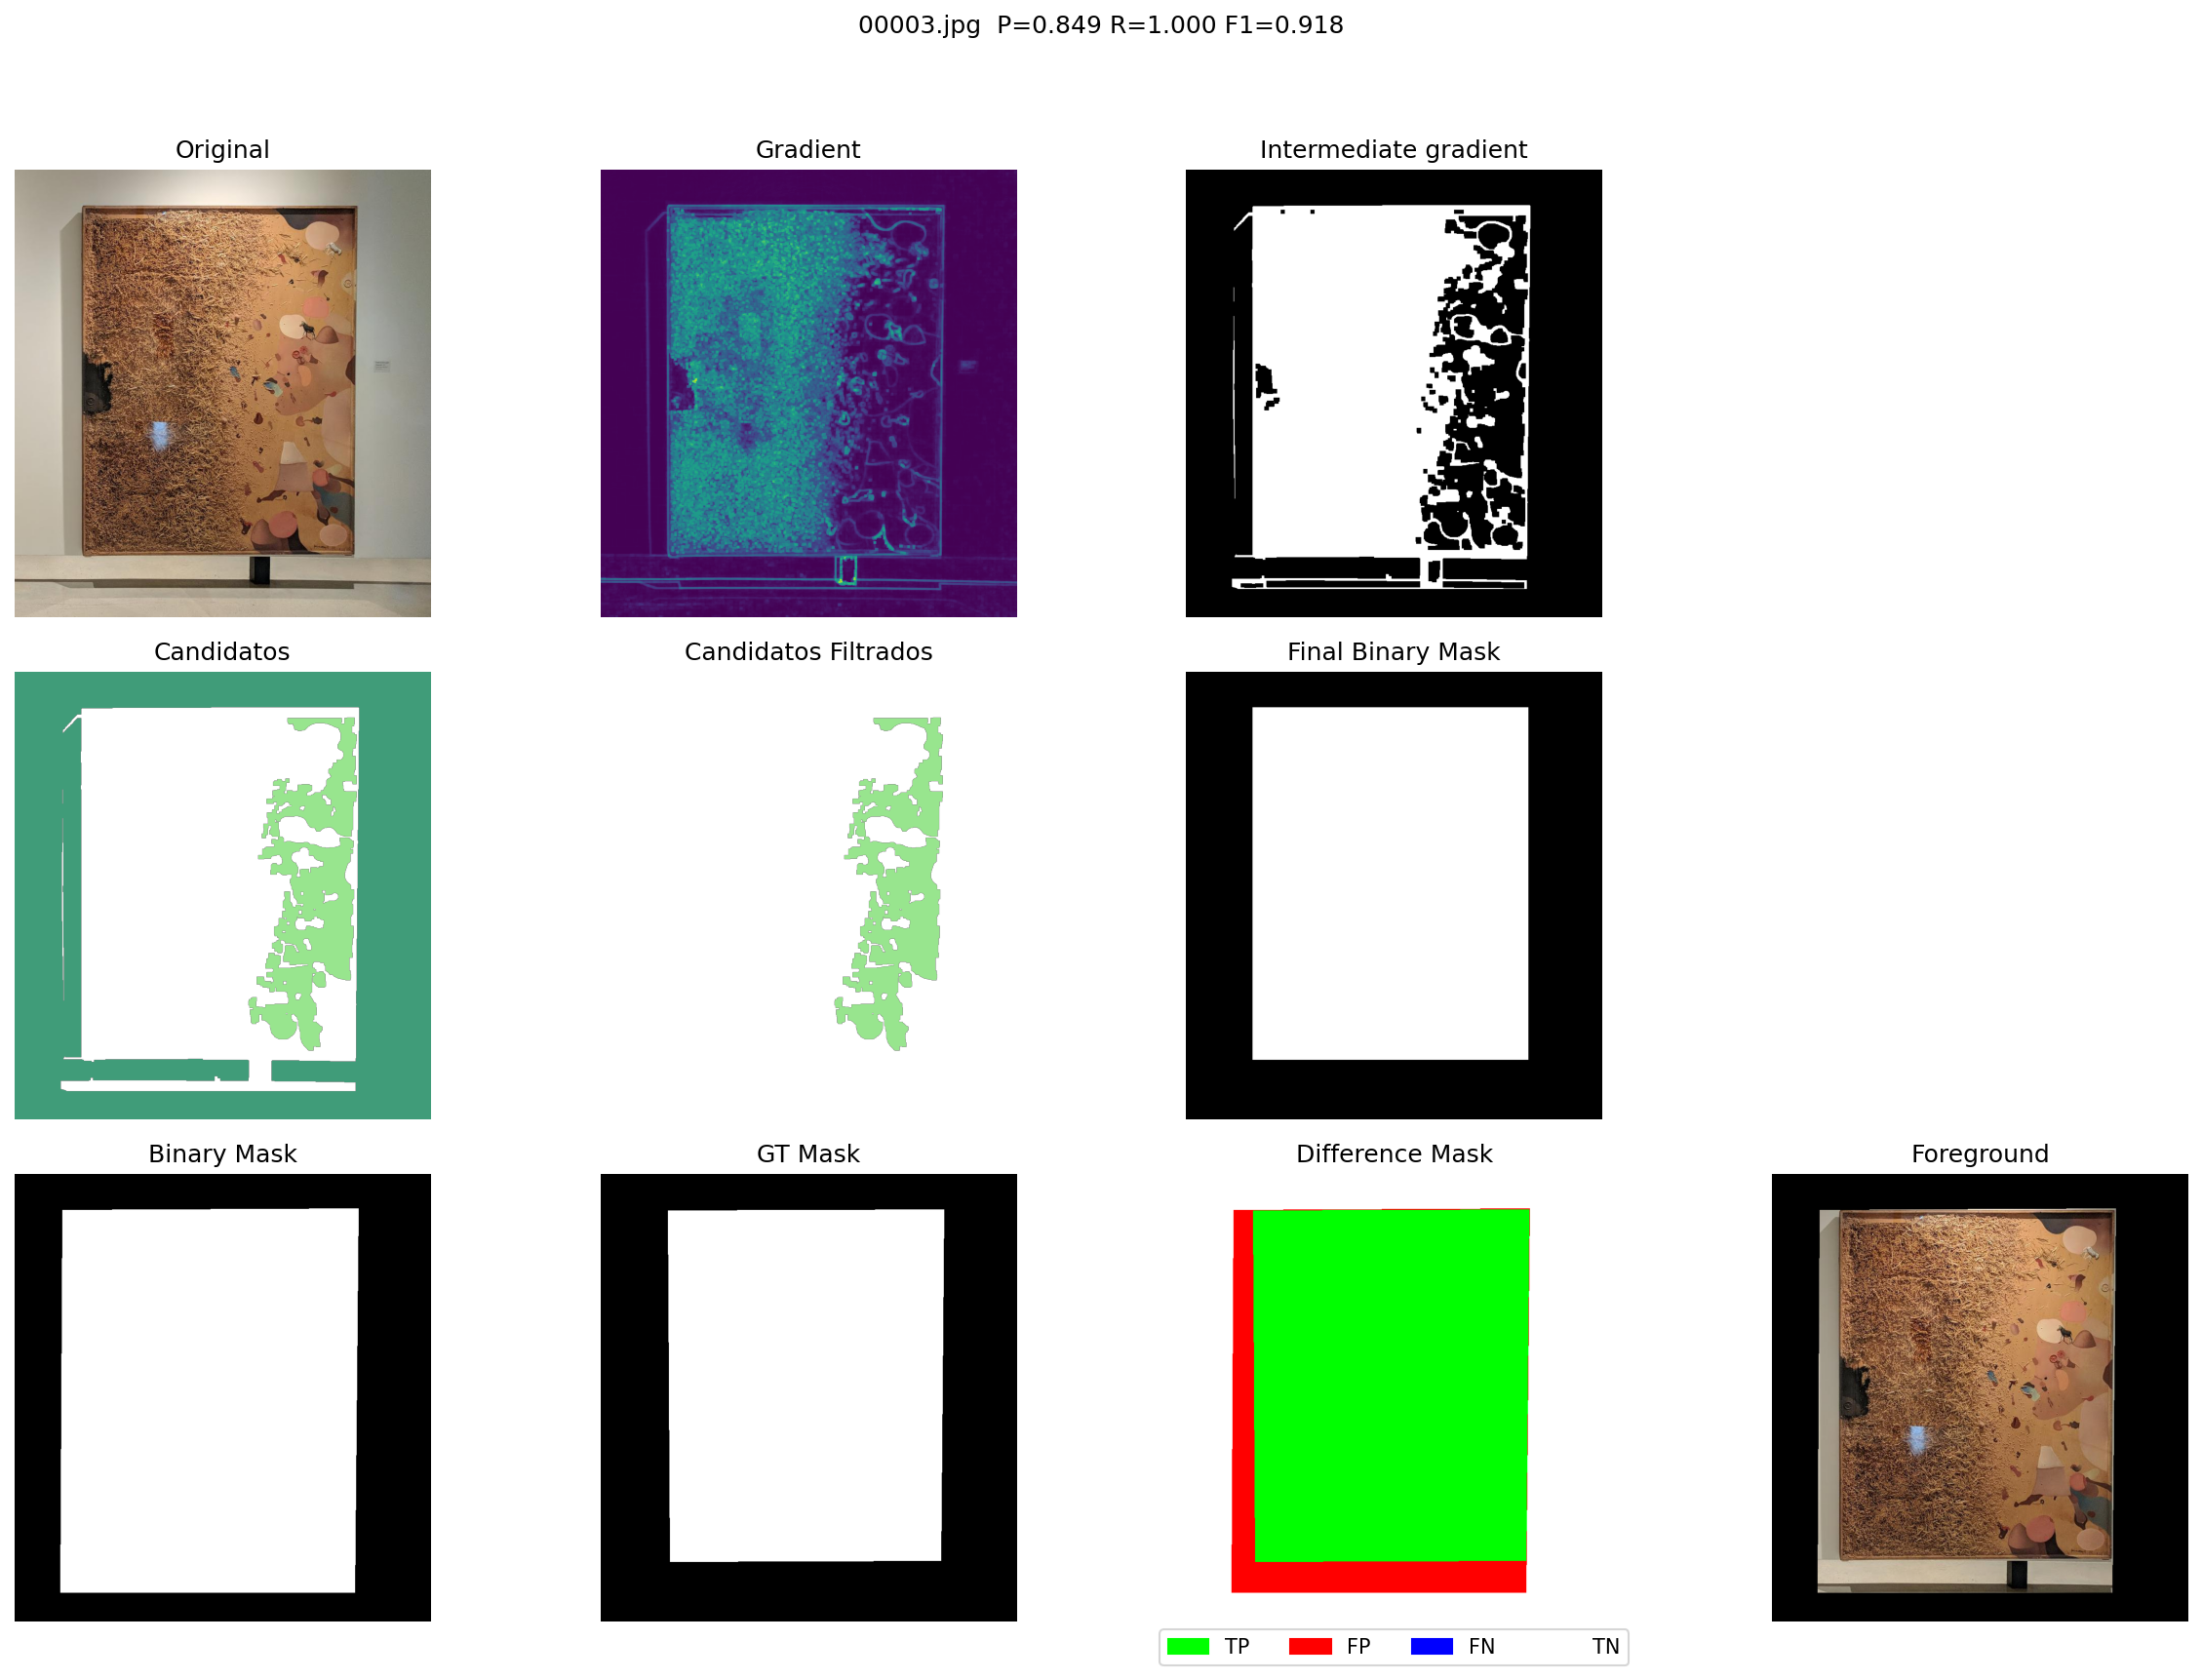 00003.jpg  P=0.849 R=1.000 F1=0.918
Original
Gradient
Intermediate gradient
Candidatos
Candidatos Filtrados
Final Binary Mask
Binary Mask
GT Mask
Difference Mask
Foreground
TP FP FN TN